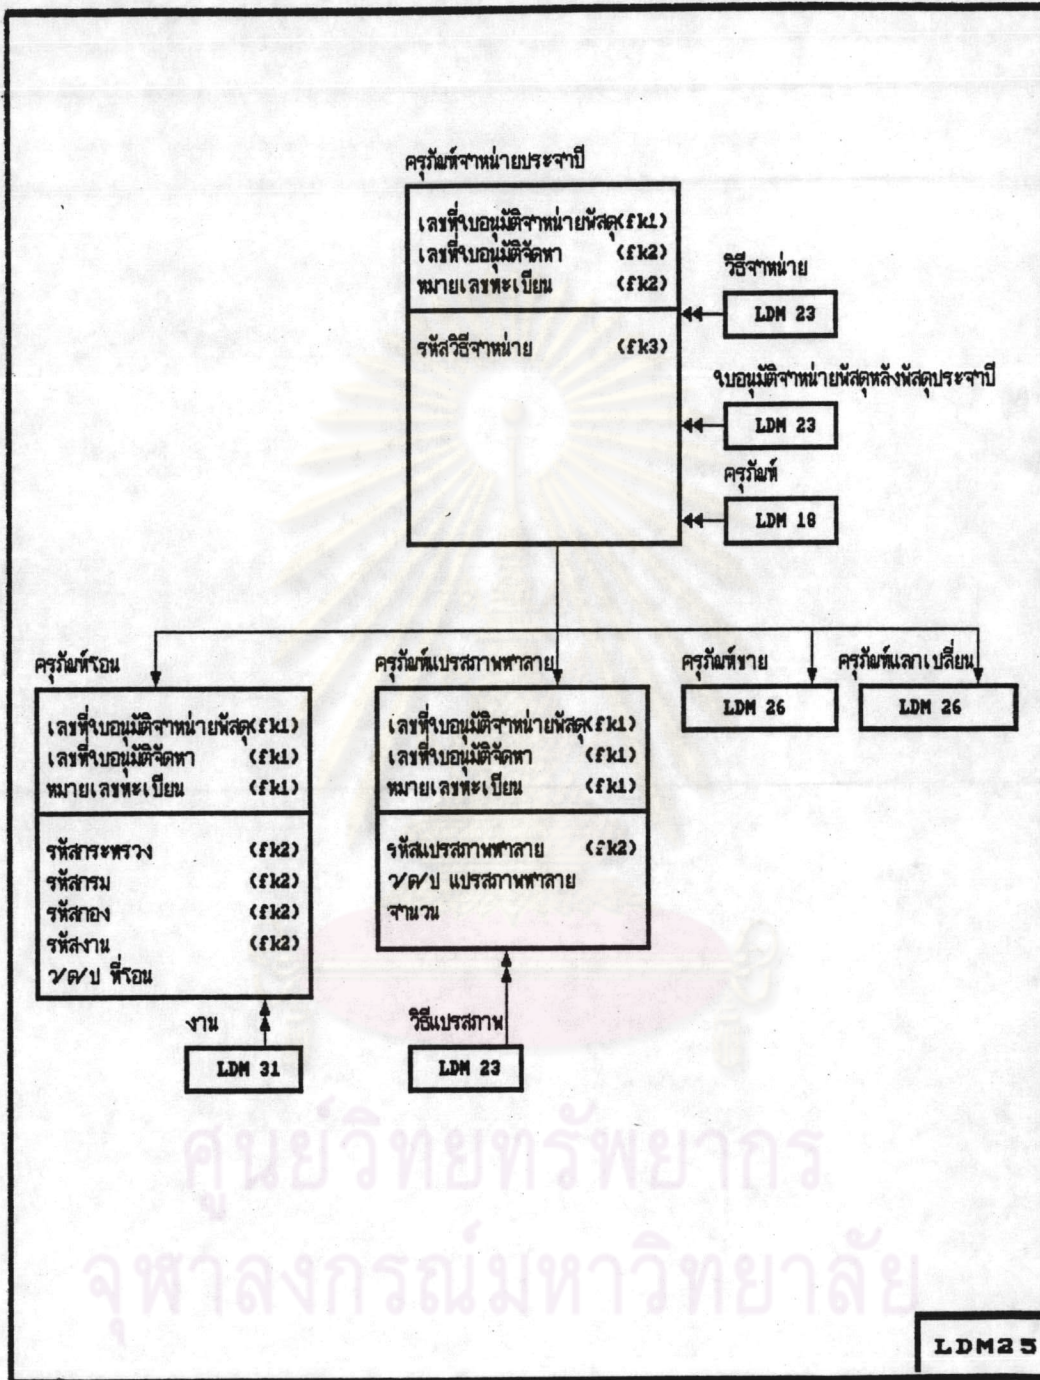 ครุภัณฑ์จำหน่ายประจำปี
เลขที่ใบอนุมัติจำหน่ายพัสดุ(fk1)
เลขที่ใบอนุมัติจัดหา (fk2)
หมายเลขทะเบียน (fk2)
รหัสวิธีจำหน่าย (fk3)
วิธีจำหน่าย
LDM 23
ใบอนุมัติจำหน่ายพัสดุหลังพัสดุประจำปี
LDM 23
ครุภัณฑ์
LDM 18
ครุภัณฑ์โอน
เลขที่ใบอนุมัติจำหน่ายพัสดุ(fk1)
เลขที่ใบอนุมัติจัดหา (fk1)
หมายเลขทะเบียน (fk1)
รหัสกระทรวง (fk2)
รหัสกรม (fk2)
รหัสกอง (fk2)
รหัสงาน (fk2)
ว/ด/ป ที่โอน
งาน
LDM 31
ครุภัณฑ์แปรสภาพทำลาย
เลขที่ใบอนุมัติจำหน่ายพัสดุ(fk1)
เลขที่ใบอนุมัติจัดหา (fk1)
หมายเลขทะเบียน (fk1)
รหัสแปรสภาพทำลาย (fk2)
ว/ด/ป แปรสภาพทำลาย
จำนวน
วิธีแปรสภาพ
LDM 23
ครุภัณฑ์ขาย
LDM 26
ครุภัณฑ์แลกเปลี่ยน
LDM 26
ศูนย์วิทยทรัพยากร
จุฬาลงกรณ์มหาวิทยาลัย
LDM25